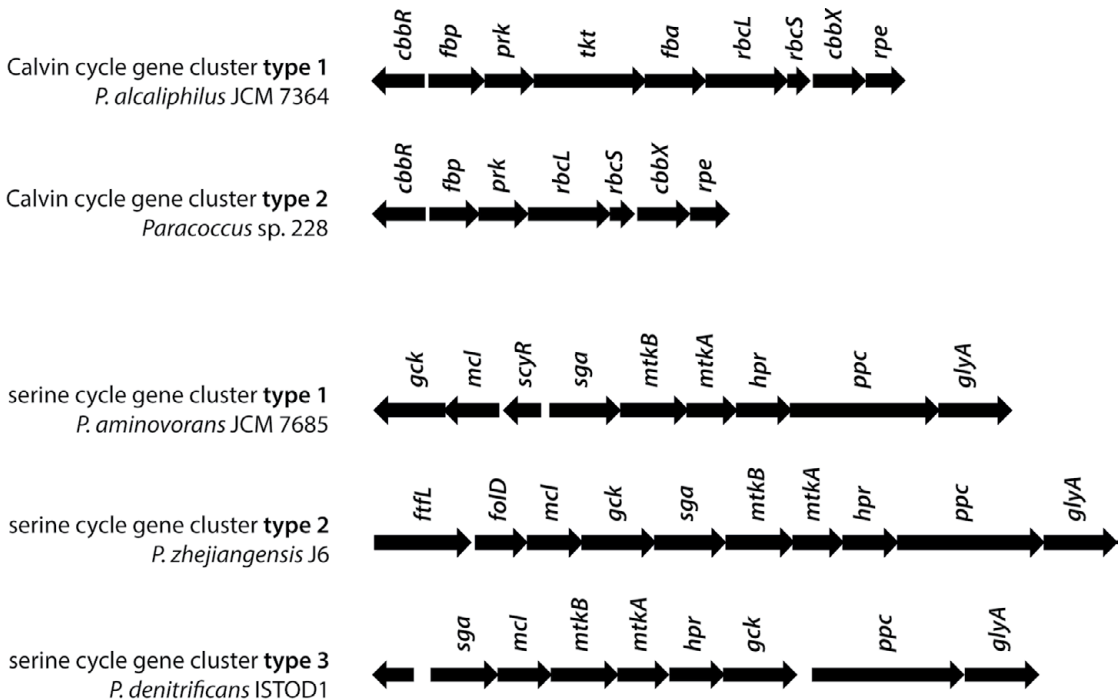 cbbR fbp prk tkt fba rbcL rbcS cbbX rpe
Calvin cycle gene cluster type 1
P. alcaliphilus JCM 7364
cbbR fbp prk rbcL rbcS cbbX rpe
Calvin cycle gene cluster type 2
Paracoccus sp. 228
gck mcl scyR sga mtkB mtkA hpr ppc glyA
serine cycle gene cluster type 1
P. aminovorans JCM 7685
ftfL folD mcl gck sga mtkB mtkA hpr ppc glyA
serine cycle gene cluster type 2
P. zhejiangensis J6
sga mcl mtkB mtkA hpr gck ppc glyA
serine cycle gene cluster type 3
P. denitrificans ISTOD1